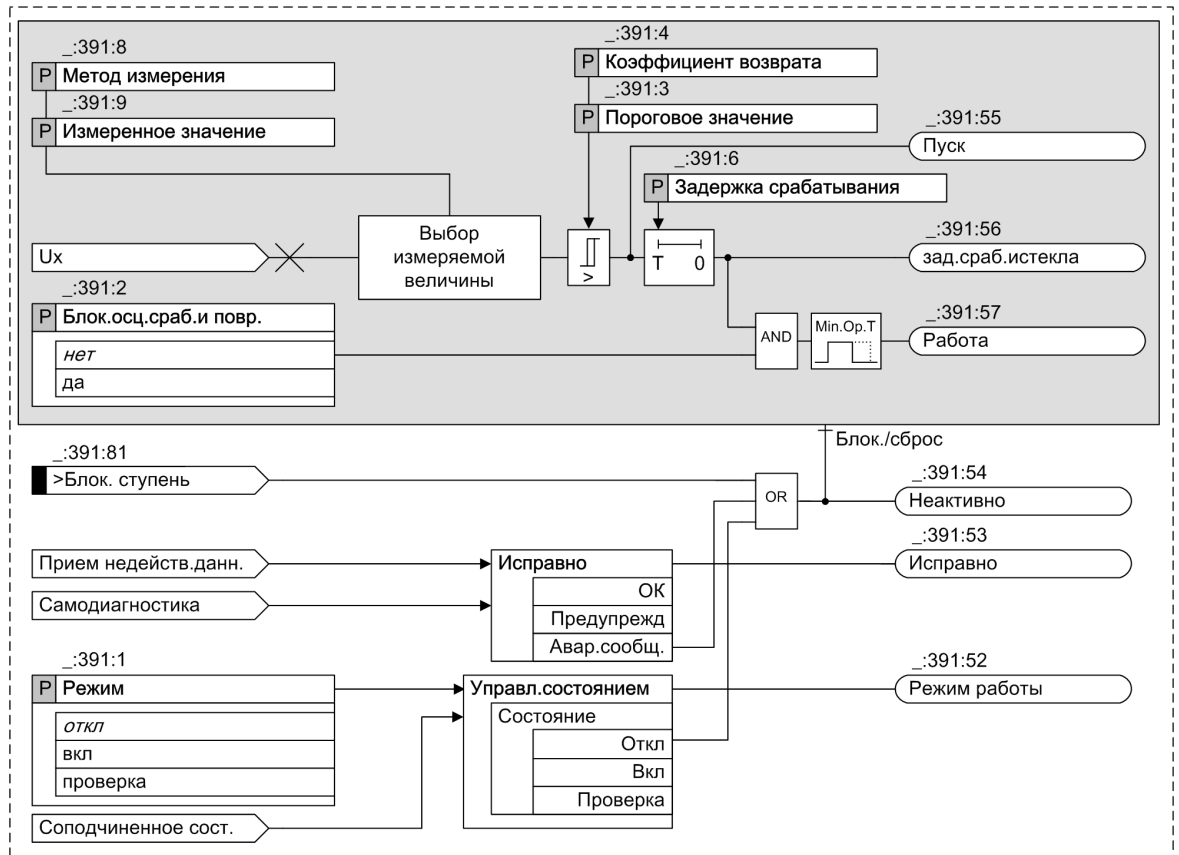 _:391:8
P Метод измерения
_:391:9
P Измеренное значение
_:391:4
P Коэффициент возврата
_:391:3
P Пороговое значение
_:391:55
Пуск
_:391:6
P Задержка срабатывания
Ux
Выбор
измеряемой
величины
>
T 0
_:391:56
зад.сраб.истекла
_:391:2
P Блок.осц.сраб.и повр.
нет
да
AND
Min.Op.T
_:391:57
Работа
Блок./сброс
_:391:81
>Блок. ступень
OR
_:391:54
Неактивно
Прием недейств.данн.
Самодиагностика
Исправно
ОК
Предупрежд
Авар.сообщ.
_:391:53
Исправно
_:391:1
P Режим
откл
вкл
проверка
Соподчиненное сост.
Управл.состоянием
Состояние
Откл
Вкл
Проверка
_:391:52
Режим работы